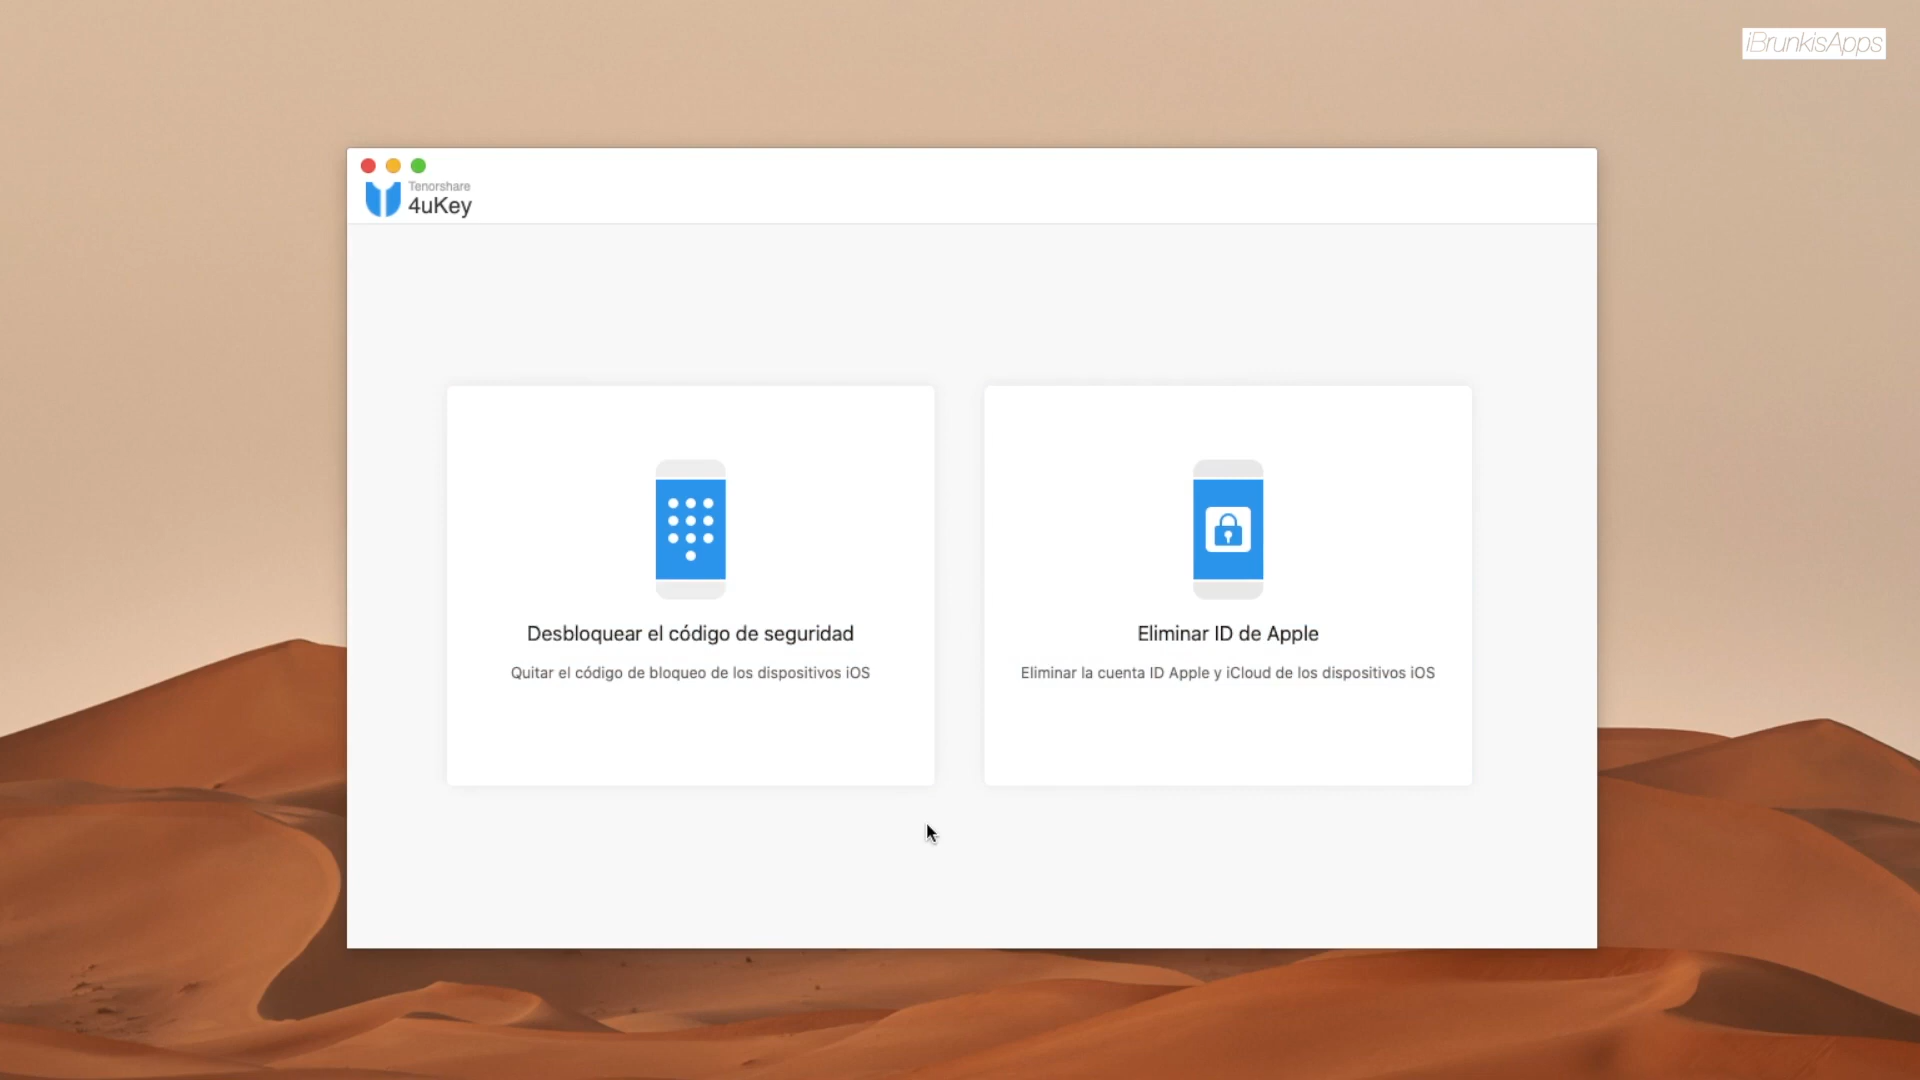 iBrunkisApps
Tenorshare
4uKey
Desbloquear el código de seguridad
Quitar el código de bloqueo de los dispositivos iOS
Eliminar ID de Apple
Eliminar la cuenta ID Apple y iCloud de los dispositivos iOS